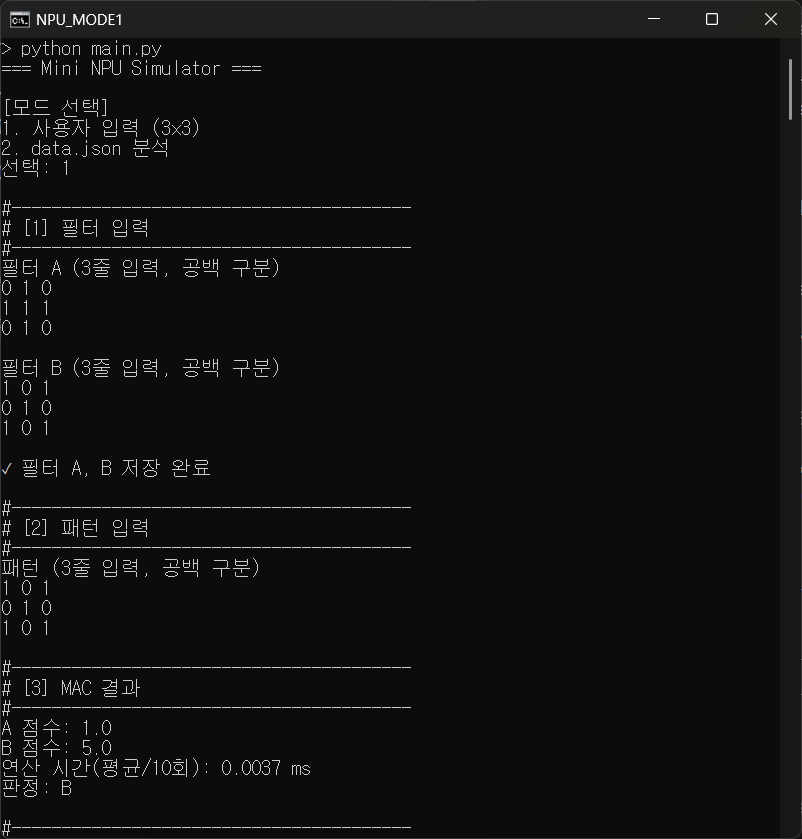 NPU_MODE1
> python main.py
=== Mini NPU Simulator ===
[모드 선택]
1. 사용자 입력 (3x3)
2. data.json 분석
선택: 1
#----------------------------------------
# [1] 필터 입력
#----------------------------------------
필터 A (3줄 입력, 공백 구분)
0 1 0
1 1 1
0 1 0
필터 B (3줄 입력, 공백 구분)
1 0 1
0 1 0
1 0 1
✓ 필터 A, B 저장 완료
#----------------------------------------
# [2] 패턴 입력
#----------------------------------------
패턴 (3줄 입력, 공백 구분)
1 0 1
0 1 0
1 0 1
#----------------------------------------
# [3] MAC 결과
#----------------------------------------
A 점수: 1.0
B 점수: 5.0
연산 시간(평균/10회): 0.0037 ms
판정: B
#----------------------------------------